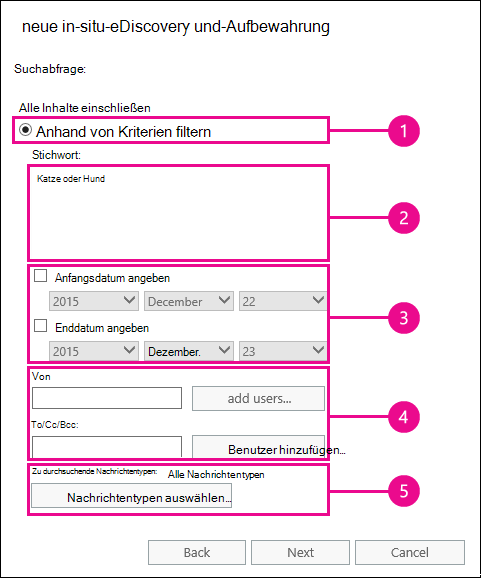 neue in-situ-eDiscovery und-Aufbewahrung
Suchabfrage:
Alle Inhalte einschließen
Anhand von Kriterien filtern
1
Stichwort:
Katze oder Hund
2
Anfangsdatum angeben
2015 December 22
3
Enddatum angeben
2015 Dezember. 23
Von
add users...
4
To/Cc/Bcc:
Benutzer hinzufügen...
Zu durchsuchende Nachrichtentypen: Alle Nachrichtentypen
5
Nachrichtentypen auswählen...
Back Next Cancel